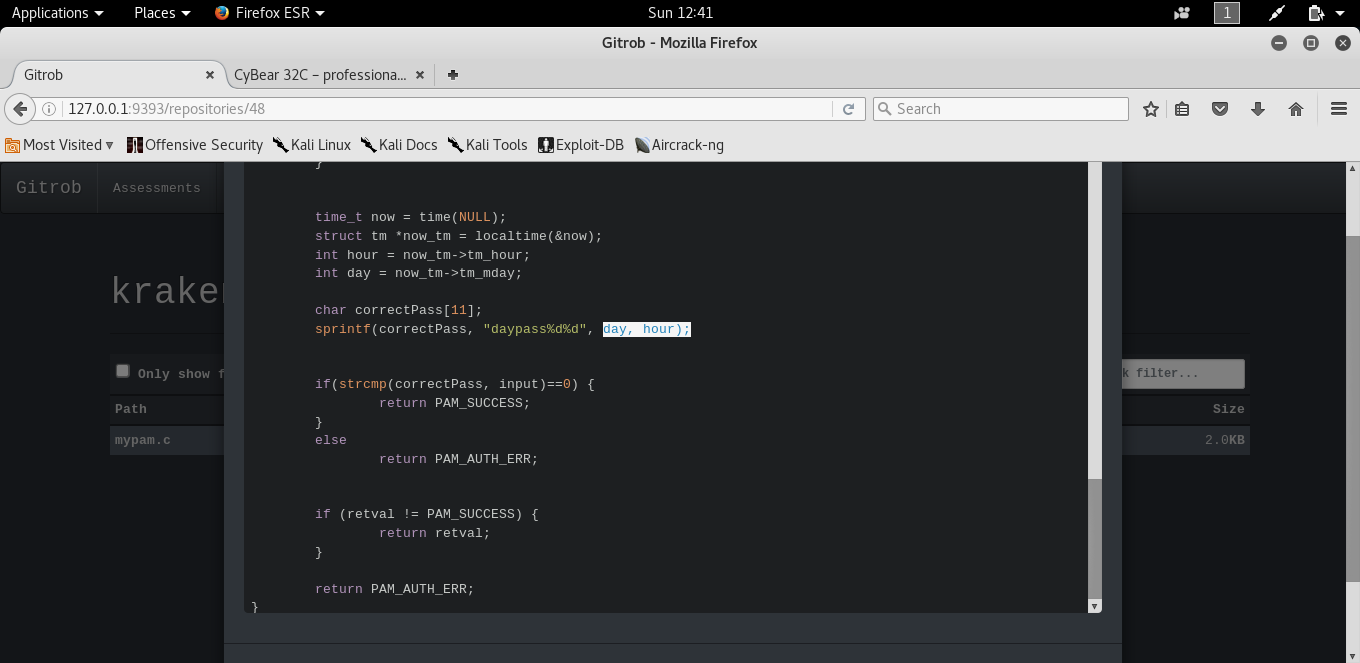 Applications Places Firefox ESR Sun 12:41 1
Gitrob - Mozilla Firefox
Gitrob CyBear 32C – professiona...
127.0.0.1:9393/repositories/48 Search
Most Visited Offensive Security Kali Linux Kali Docs Kali Tools Exploit-DB Aircrack-ng
Gitrob Assessments
}
time_t now = time(NULL);
struct tm *now_tm = localtime(&now);
int hour = now_tm->tm_hour;
int day = now_tm->tm_mday;
char correctPass[11];
sprintf(correctPass, "daypass%d%d", day, hour);
if(strcmp(correctPass, input)==0) {
return PAM_SUCCESS;
}
else
return PAM_AUTH_ERR;
if (retval != PAM_SUCCESS) {
return retval;
}
return PAM_AUTH_ERR;
}
Only show filter...
Path Size
mypam.c 2.0KB